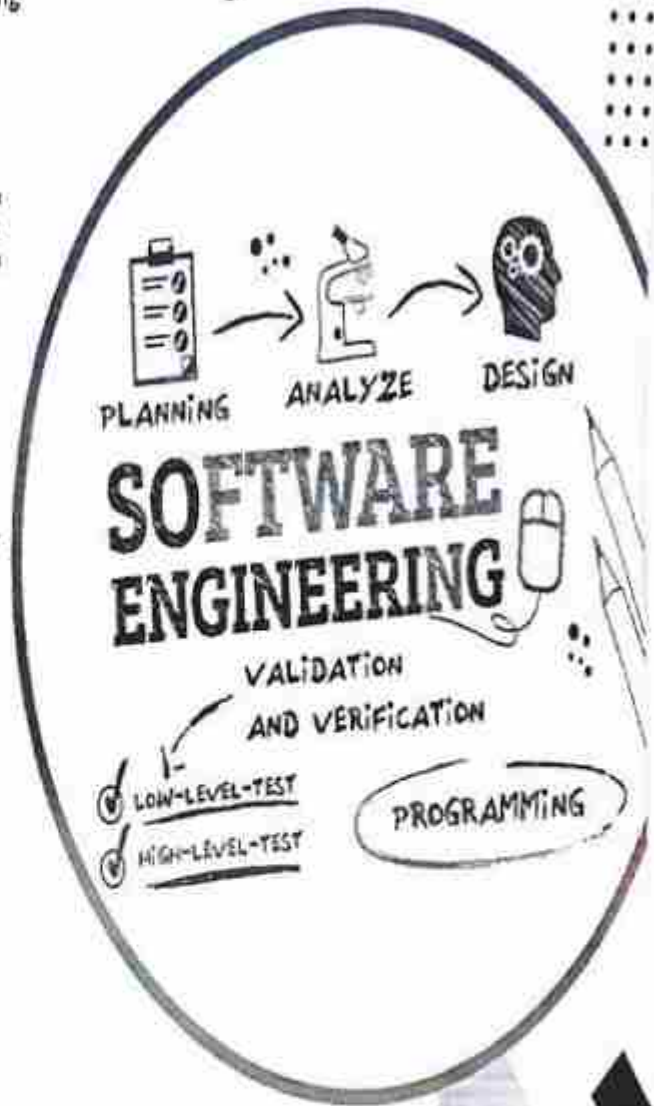 PLANNING
ANALYZE
DESIGN
SOFTWARE
ENGINEERING
VALIDATION
AND VERIFICATION
LOW-LEVEL-TEST
HIGH-LEVEL-TEST
PROGRAMMING